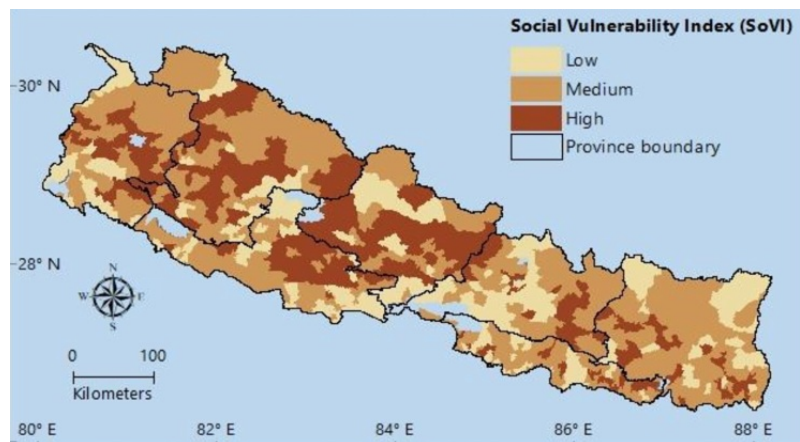 Social Vulnerability Index (SoVI)
Low
Medium
High
Province boundary
30° N
28° N
N
W E
S
0 100
Kilometers
80° E 82° E 84° E 86° E 88° E